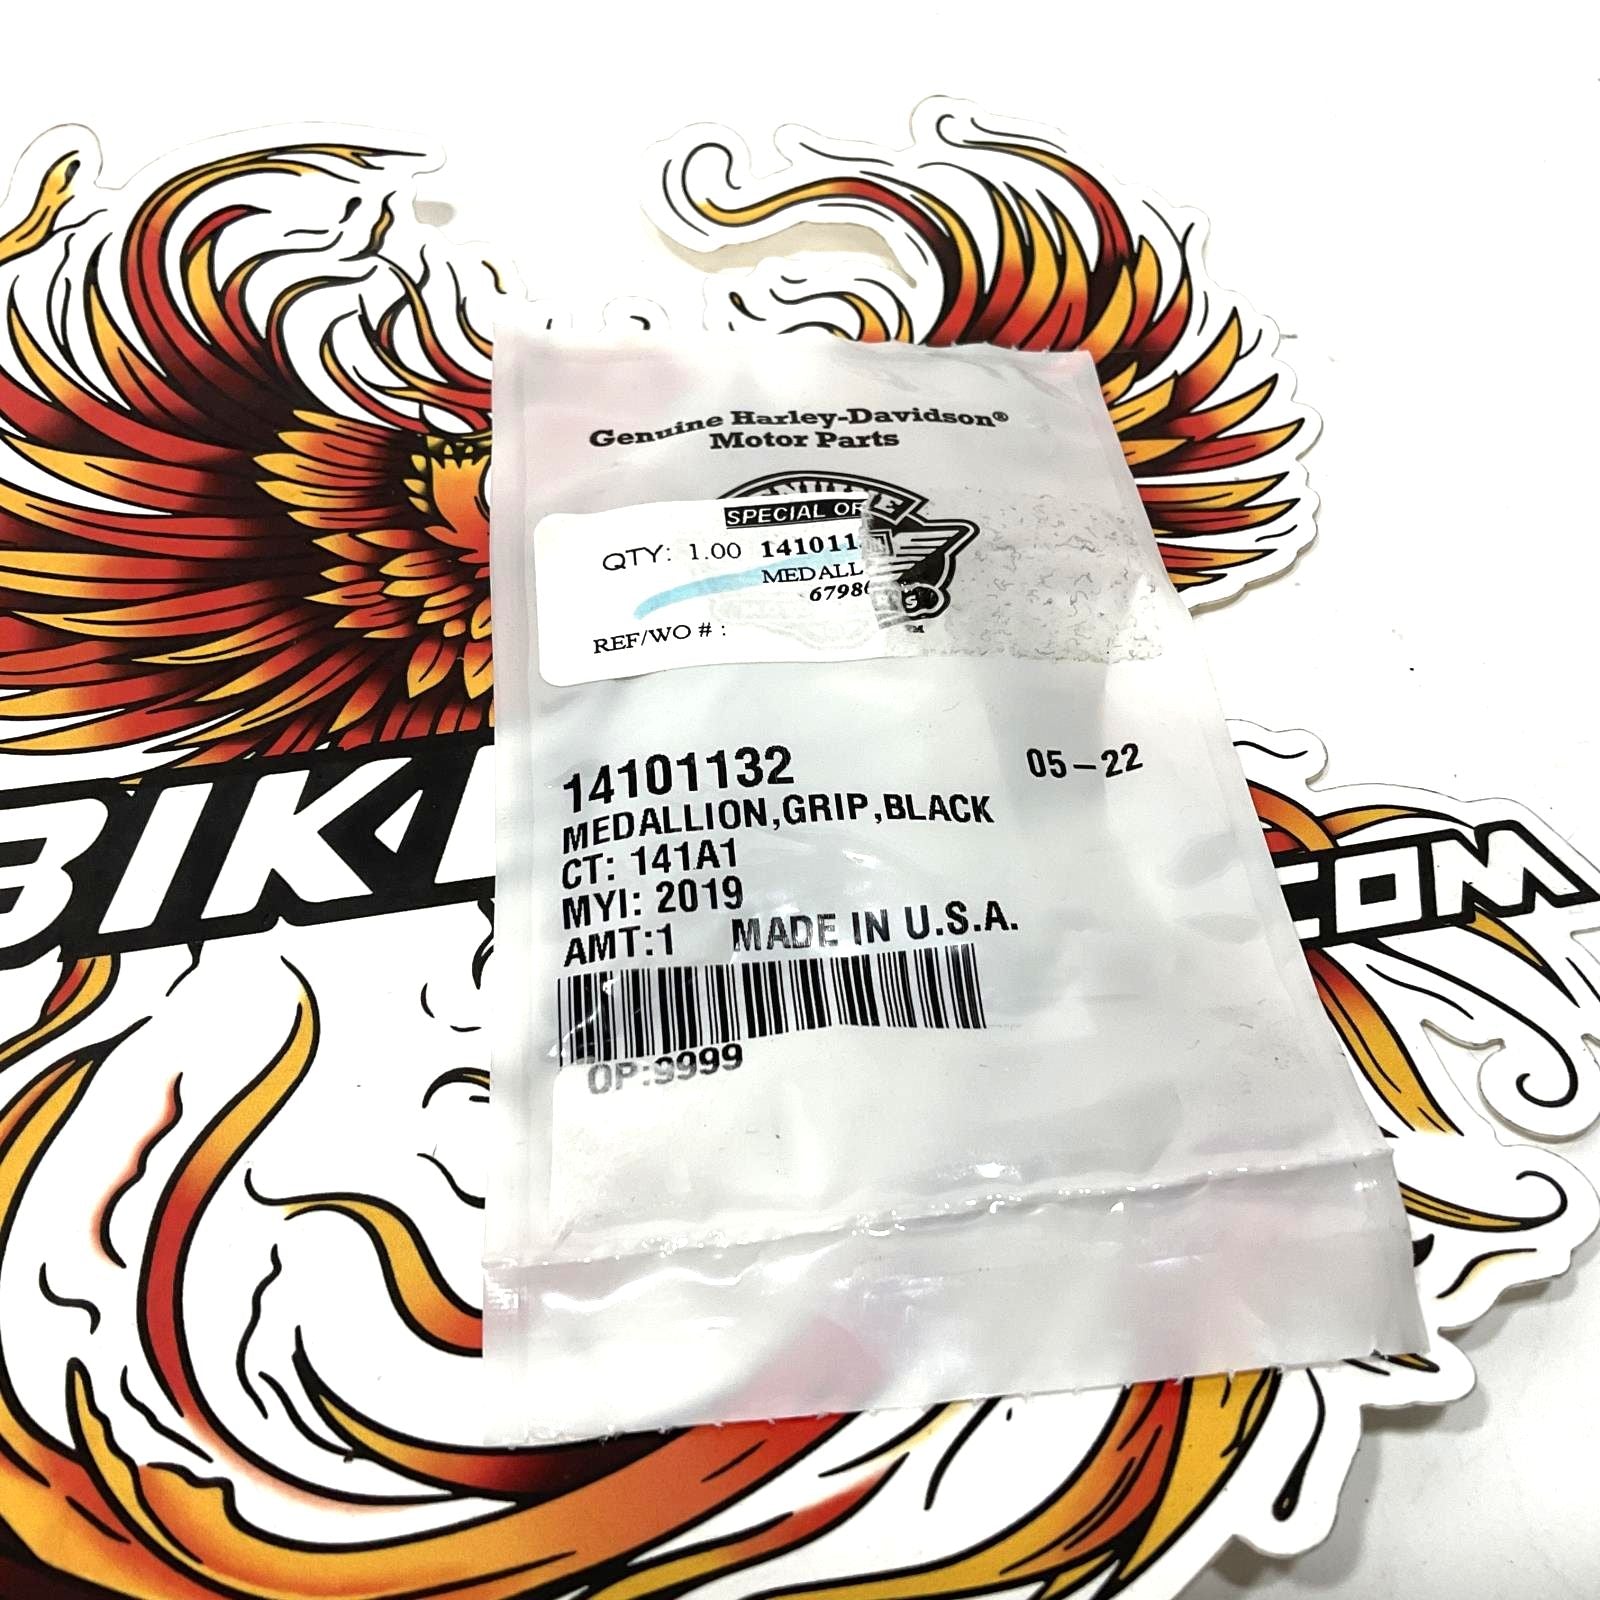 Genuine Harley-Davidson®
Motor Parts
SPECIAL OR
QTY: 1.00 1410113
MEDALL
6798
REF/WO # :
14101132 05-22
MEDALLION,GRIP,BLACK
CT: 141A1
MYI: 2019
AMT:1 MADE IN U.S.A.
OP:9999
BIK
.COM